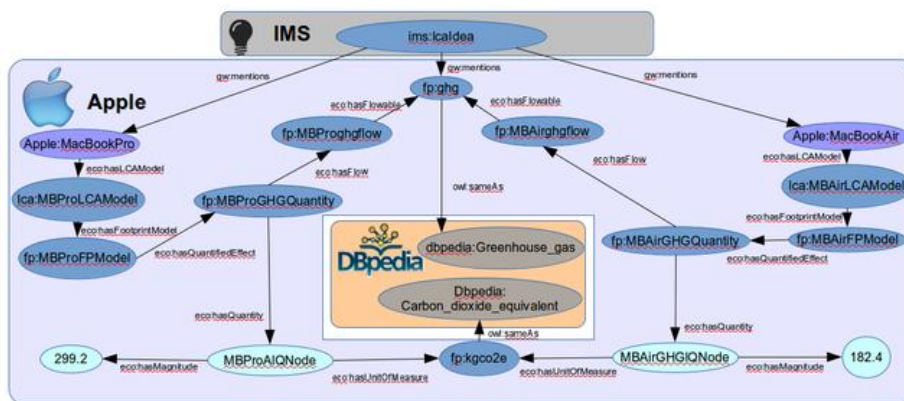 IMS
ims:lcaIdea
gw:mentions
gw:mentions
gw:mentions
Apple
fp:ghg
eco:hasFlowable
eco:hasFlowable
Apple:MacBookPro
fp:MBProghgflow
fp:MBAirghgflow
Apple:MacBookAir
eco:hasLCAModel
eco:hasFlow
eco:hasFlow
eco:hasLCAModel
lca:MBProLCAModel
owl:sameAs
lca:MBAirLCAModel
fp:MBProGHGQuantity
eco:hasFootprintModel
eco:hasFootprintModel
fp:MBProFPModel
DBpedia
dbpedia:Greenhouse_gas
fp:MBAirGHGQuantity
fp:MBAirFPModel
eco:hasQuantifiedEffect
eco:hasQuantifiedEffect
Dbpedia:
Carbon_dioxide_equivalent
eco:hasQuantity
eco:hasQuantity
owl:sameAs
299.2
MBProAIQNode
fp:kgco2e
MBAirGHGIQNode
182.4
eco:hasMagnitude
eco:hasUnitOfMeasure
eco:hasUnitOfMeasure
eco:hasMagnitude